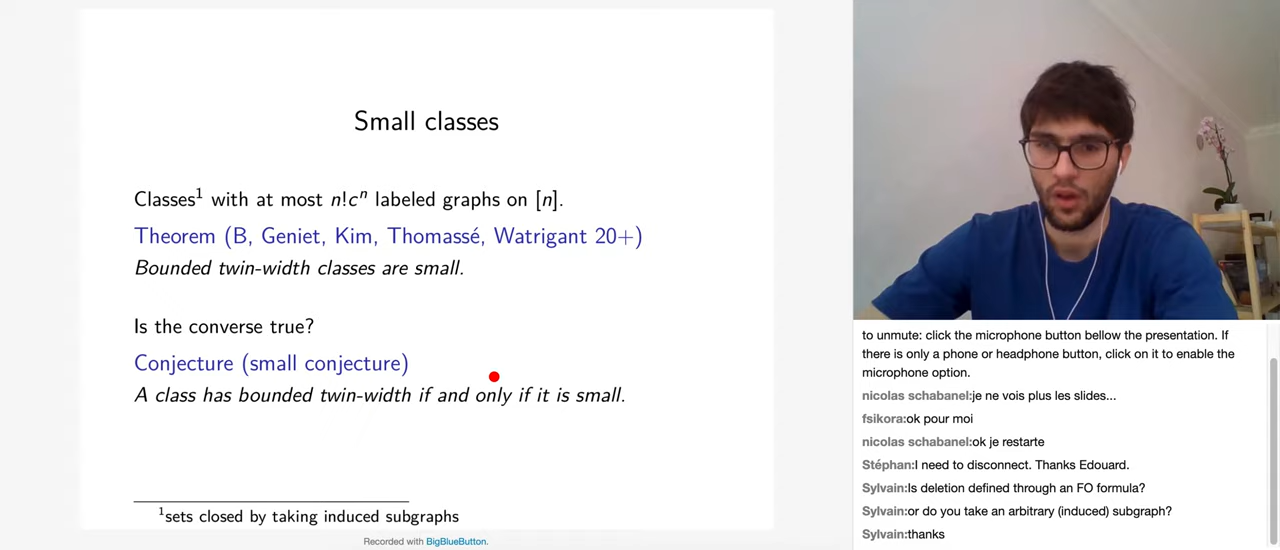 Small classes
Classes¹ with at most n!cⁿ labeled graphs on [n].
Theorem (B, Geniet, Kim, Thomassé, Watrigant 20+)
Bounded twin-width classes are small.
Is the converse true?
Conjecture (small conjecture)
A class has bounded twin-width if and only if it is small.
¹sets closed by taking induced subgraphs
Recorded with BigBlueButton.
to unmute: click the microphone button bellow the presentation. If
there is only a phone or headphone button, click on it to enable the
microphone option.
nicolas schabanel:je ne vois plus les slides...
fsikora:ok pour moi
nicolas schabanel:ok je restarte
Stéphan:I need to disconnect. Thanks Edouard.
Sylvain:Is deletion defined through an FO formula?
Sylvain:or do you take an arbitrary (induced) subgraph?
Sylvain:thanks